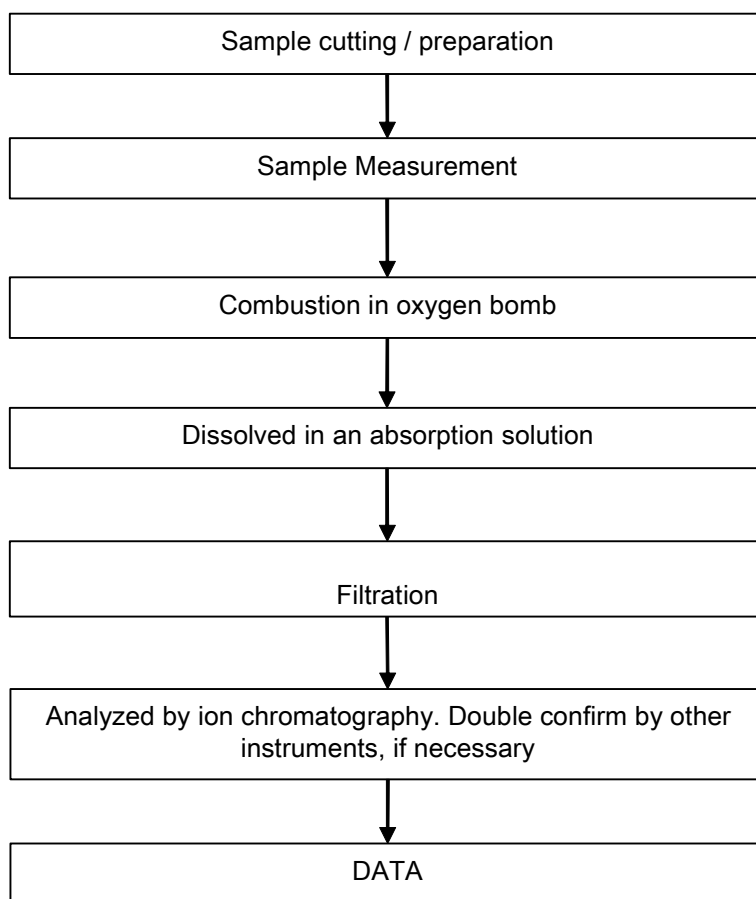 Sample cutting / preparation
Sample Measurement
Combustion in oxygen bomb
Dissolved in an absorption solution
Filtration
Analyzed by ion chromatography. Double confirm by other
instruments, if necessary
DATA